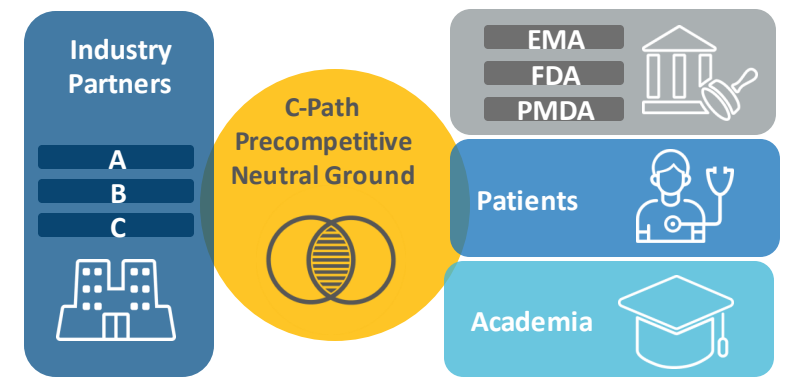 Industry
Partners
A
B
C
C-Path
Precompetitive
Neutral Ground
EMA
FDA
PMDA
Patients
Academia